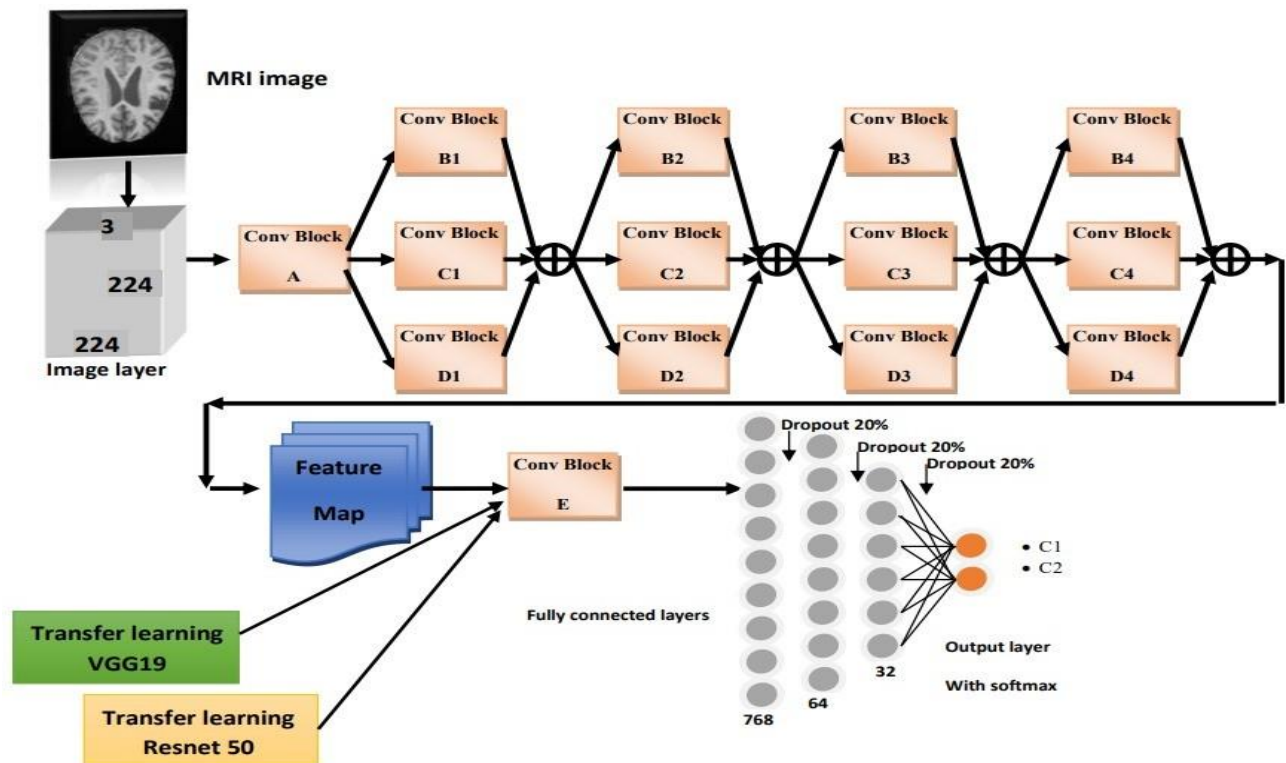 MRI image
3
224
224
Image layer
Conv Block
A
Conv Block
B1
Conv Block
C1
Conv Block
D1
Conv Block
B2
Conv Block
C2
Conv Block
D2
Conv Block
B3
Conv Block
C3
Conv Block
D3
Conv Block
B4
Conv Block
C4
Conv Block
D4
Feature
Map
Conv Block
E
Transfer learning
VGG19
Transfer learning
Resnet 50
Dropout 20%
Dropout 20%
Dropout 20%
Fully connected layers
768
64
32
• C1
• C2
Output layer
With softmax